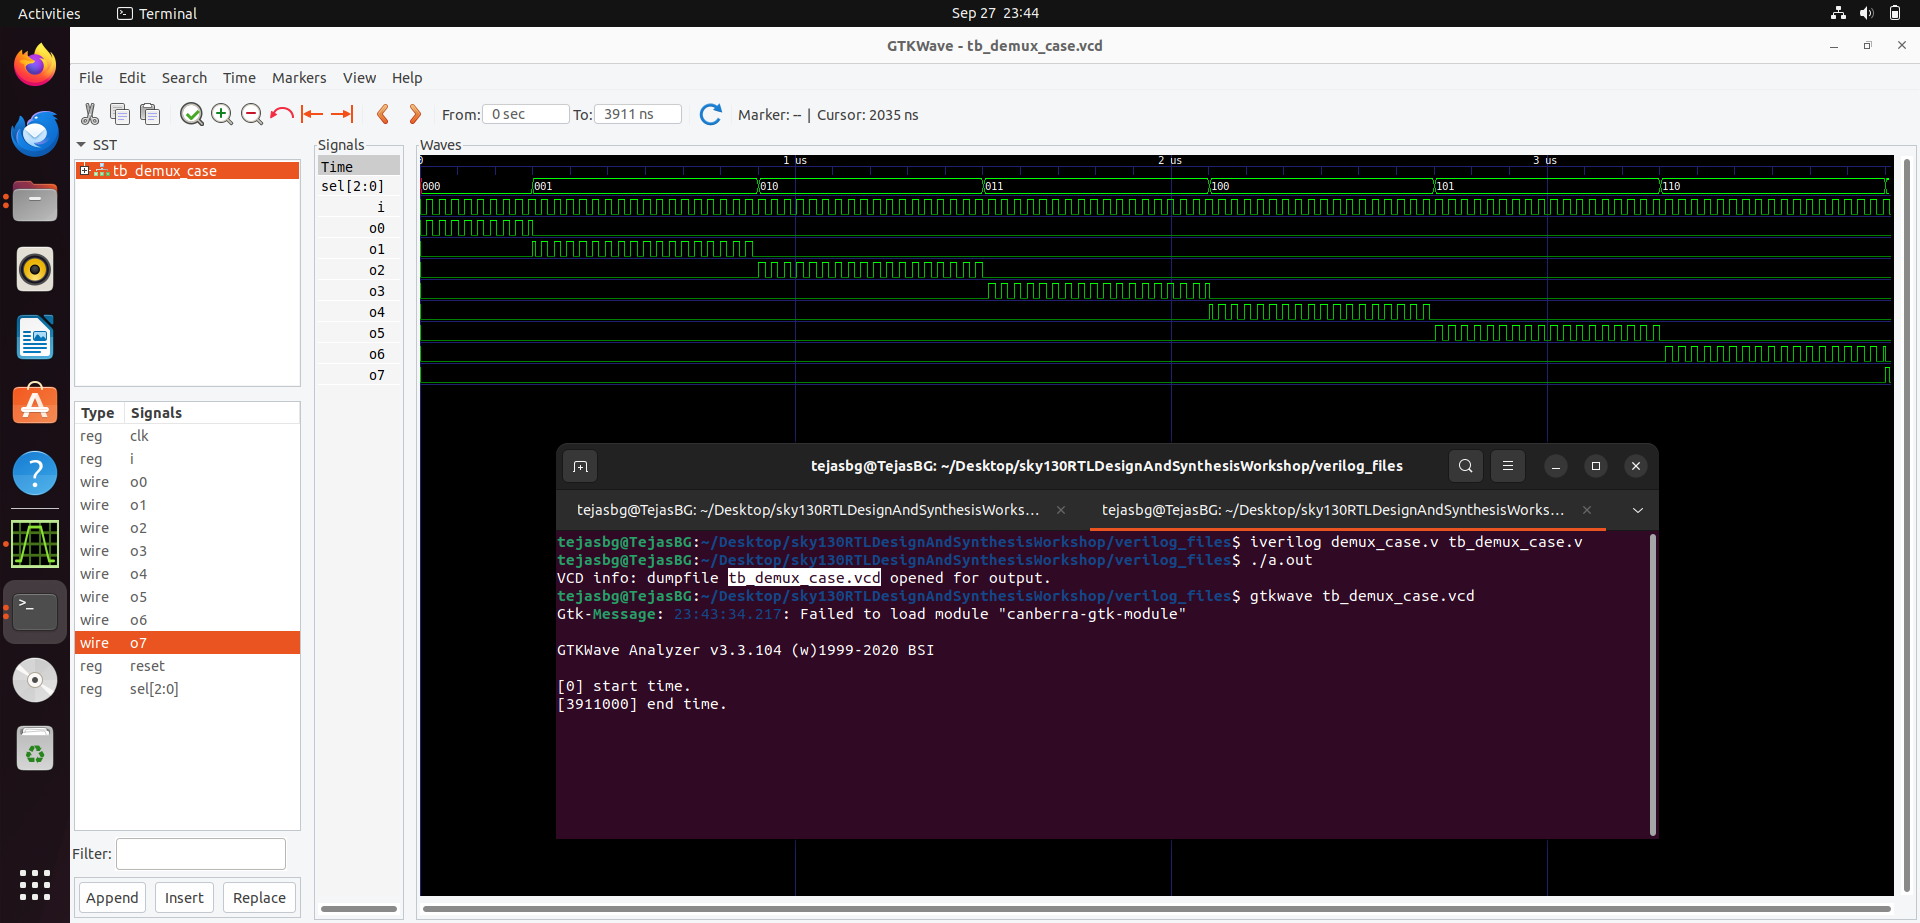 Activities Terminal Sep 27 23:44
GTKWave - tb_demux_case.vcd
File Edit Search Time Markers View Help
From: 0 sec To: 3911 ns Marker: -- | Cursor: 2035 ns
SST
tb_demux_case
Type Signals
reg clk
reg i
wire o0
wire o1
wire o2
wire o3
wire o4
wire o5
wire o6
wire o7
reg reset
reg sel[2:0]
Filter:
Append Insert Replace
Signals
Time
sel[2:0]
i
o0
o1
o2
o3
o4
o5
o6
o7
Waves
0 1 us 2 us 3 us
000 001 010 011 100 101 110
tejasbg@TejasBG: ~/Desktop/sky130RTLDesignAndSynthesisWorkshop/verilog_files
tejasbg@TejasBG: ~/Desktop/sky130RTLDesignAndSynthesisWorks... tejasbg@TejasBG: ~/Desktop/sky130RTLDesignAndSynthesisWorks...
tejasbg@TejasBG:~/Desktop/sky130RTLDesignAndSynthesisWorkshop/verilog_files$ iverilog demux_case.v tb_demux_case.v
tejasbg@TejasBG:~/Desktop/sky130RTLDesignAndSynthesisWorkshop/verilog_files$ ./a.out
VCD info: dumpfile tb_demux_case.vcd opened for output.
tejasbg@TejasBG:~/Desktop/sky130RTLDesignAndSynthesisWorkshop/verilog_files$ gtkwave tb_demux_case.vcd
Gtk-Message: 23:43:34.217: Failed to load module "canberra-gtk-module"
GTKWave Analyzer v3.3.104 (w)1999-2020 BSI
[0] start time.
[3911000] end time.